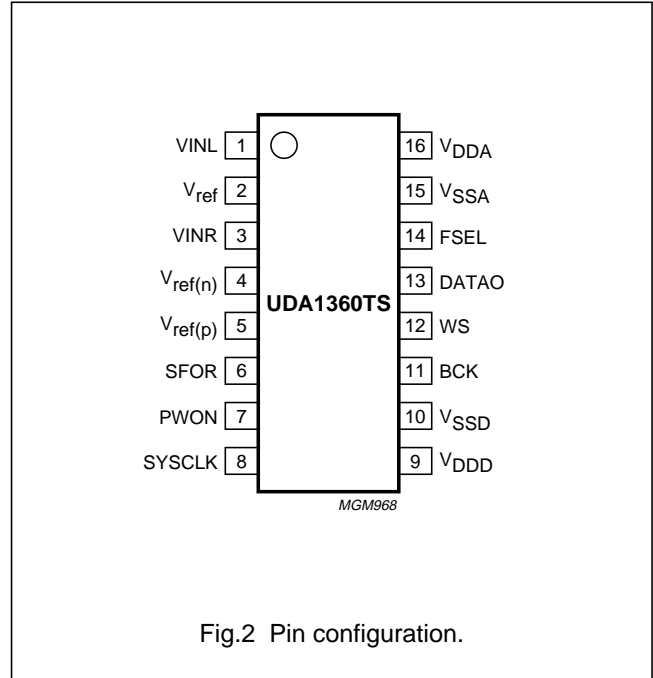 VINL 1
Vref 2
VINR 3
Vref(n) 4
Vref(p) 5
SFOR 6
PWON 7
SYSCLK 8
UDA1360TS
16 VDDA
15 VSSA
14 FSEL
13 DATAO
12 WS
11 BCK
10 VSSD
9 VDDD
MGM968
Fig.2 Pin configuration.